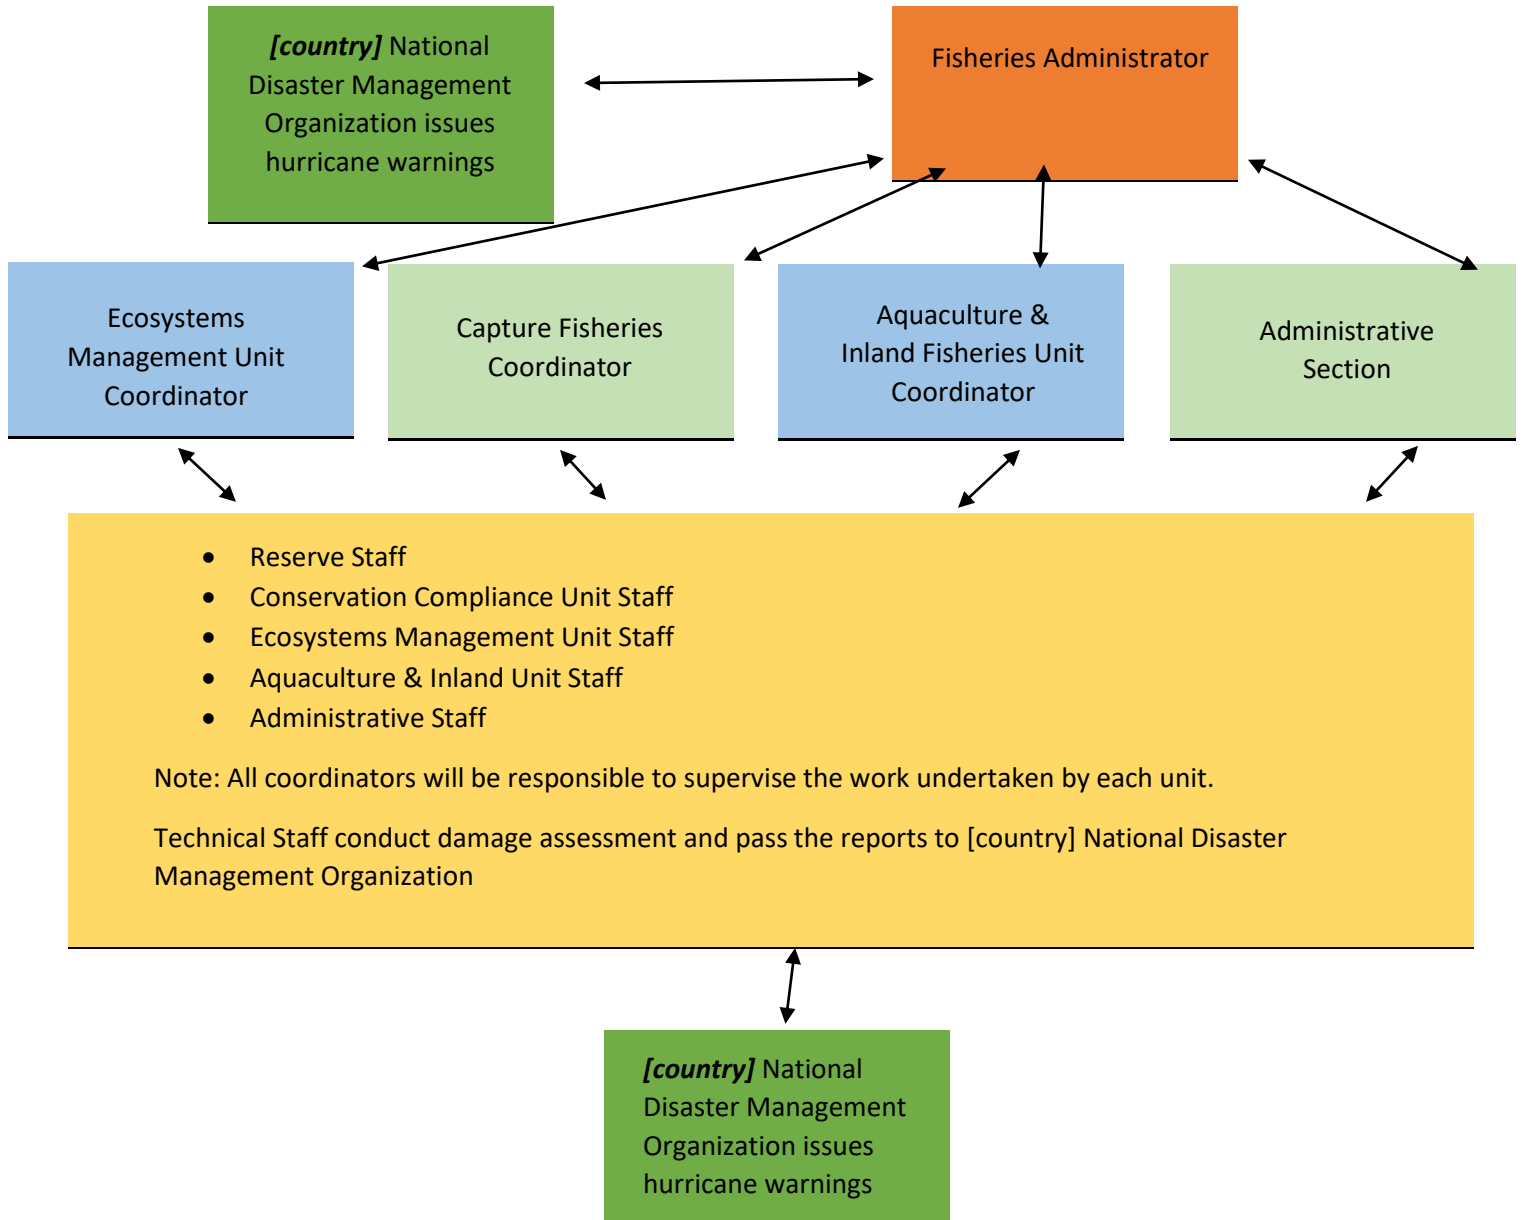 [country] National
Disaster Management
Organization issues
hurricane warnings
Fisheries Administrator
Ecosystems
Management Unit
Coordinator
Capture Fisheries
Coordinator
Aquaculture &
Inland Fisheries Unit
Coordinator
Administrative
Section
• Reserve Staff
• Conservation Compliance Unit Staff
• Ecosystems Management Unit Staff
• Aquaculture & Inland Unit Staff
• Administrative Staff
Note: All coordinators will be responsible to supervise the work undertaken by each unit.
Technical Staff conduct damage assessment and pass the reports to [country] National Disaster
Management Organization
[country] National
Disaster Management
Organization issues
hurricane warnings